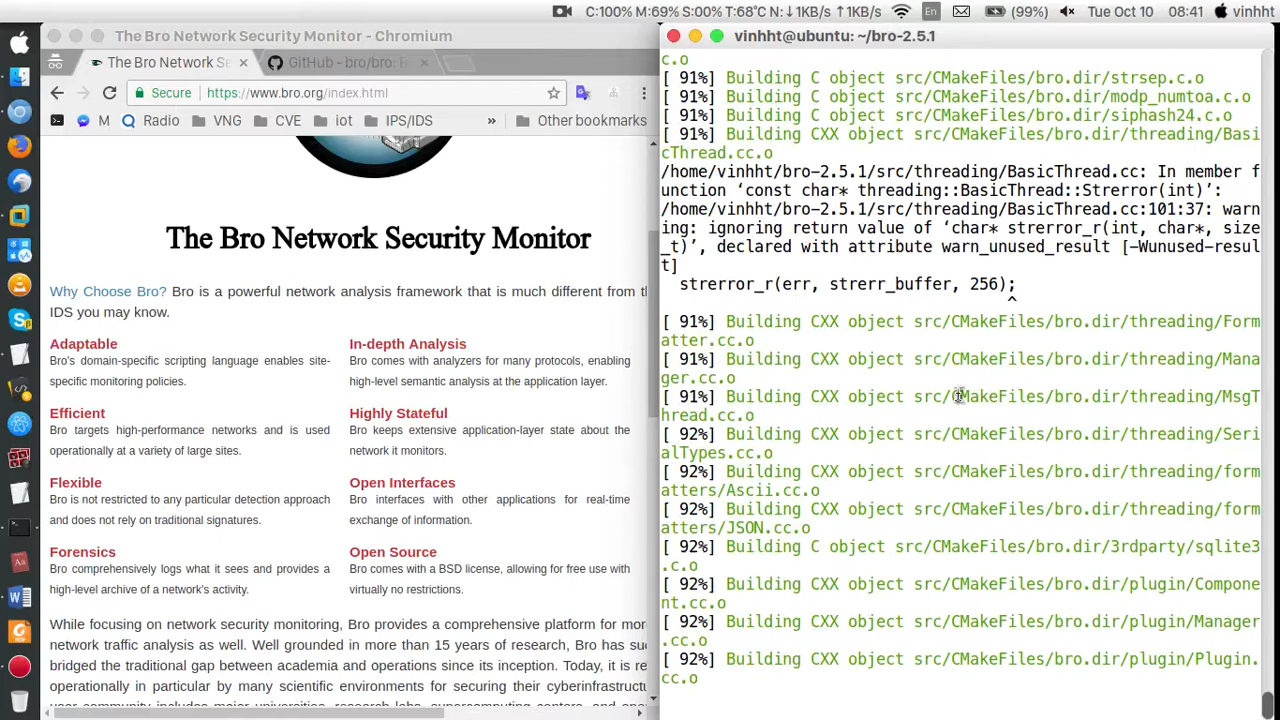 C:100% M:69% S:00% T:68°C N:↓1KB/s ↑1KB/s En (99%) Tue Oct 10 08:41 vinhht
The Bro Network Security Monitor - Chromium
The Bro Network Se × GitHub - bro/bro: B ×
Secure https://www.bro.org/index.html
M Radio VNG CVE iot IPS/IDS » Other bookmarks
The Bro Network Security Monitor
Why Choose Bro? Bro is a powerful network analysis framework that is much different from th
IDS you may know.
Adaptable
Bro's domain-specific scripting language enables site-
specific monitoring policies.
In-depth Analysis
Bro comes with analyzers for many protocols, enabling
high-level semantic analysis at the application layer.
Efficient
Bro targets high-performance networks and is used
operationally at a variety of large sites.
Highly Stateful
Bro keeps extensive application-layer state about the
network it monitors.
Flexible
Bro is not restricted to any particular detection approach
and does not rely on traditional signatures.
Open Interfaces
Bro interfaces with other applications for real-time
exchange of information.
Forensics
Bro comprehensively logs what it sees and provides a
high-level archive of a network's activity.
Open Source
Bro comes with a BSD license, allowing for free use with
virtually no restrictions.
While focusing on network security monitoring, Bro provides a comprehensive platform for more
network traffic analysis as well. Well grounded in more than 15 years of research, Bro has suc
bridged the traditional gap between academia and operations since its inception. Today, it is re
operationally in particular by many scientific environments for securing their cyberinfrastructu
vinhht@ubuntu: ~/bro-2.5.1
c.o
[ 91%] Building C object src/CMakeFiles/bro.dir/strsep.c.o
[ 91%] Building C object src/CMakeFiles/bro.dir/modp_numtoa.c.o
[ 91%] Building C object src/CMakeFiles/bro.dir/siphash24.c.o
[ 91%] Building CXX object src/CMakeFiles/bro.dir/threading/Basi
cThread.cc.o
/home/vinhht/bro-2.5.1/src/threading/BasicThread.cc: In member f
unction ‘const char* threading::BasicThread::Strerror(int)’:
/home/vinhht/bro-2.5.1/src/threading/BasicThread.cc:101:37: warn
ing: ignoring return value of ‘char* strerror_r(int, char*, size
_t)’, declared with attribute warn_unused_result [-Wunused-resul
t]
strerror_r(err, strerr_buffer, 256);
^
[ 91%] Building CXX object src/CMakeFiles/bro.dir/threading/Form
atter.cc.o
[ 91%] Building CXX object src/CMakeFiles/bro.dir/threading/Mana
ger.cc.o
[ 91%] Building CXX object src/CMakeFiles/bro.dir/threading/MsgT
hread.cc.o
[ 92%] Building CXX object src/CMakeFiles/bro.dir/threading/Seri
alTypes.cc.o
[ 92%] Building CXX object src/CMakeFiles/bro.dir/threading/form
atters/Ascii.cc.o
[ 92%] Building CXX object src/CMakeFiles/bro.dir/threading/form
atters/JSON.cc.o
[ 92%] Building C object src/CMakeFiles/bro.dir/3rdparty/sqlite3
.c.o
[ 92%] Building CXX object src/CMakeFiles/bro.dir/plugin/Compone
nt.cc.o
[ 92%] Building CXX object src/CMakeFiles/bro.dir/plugin/Manager
.cc.o
[ 92%] Building CXX object src/CMakeFiles/bro.dir/plugin/Plugin.
cc.o